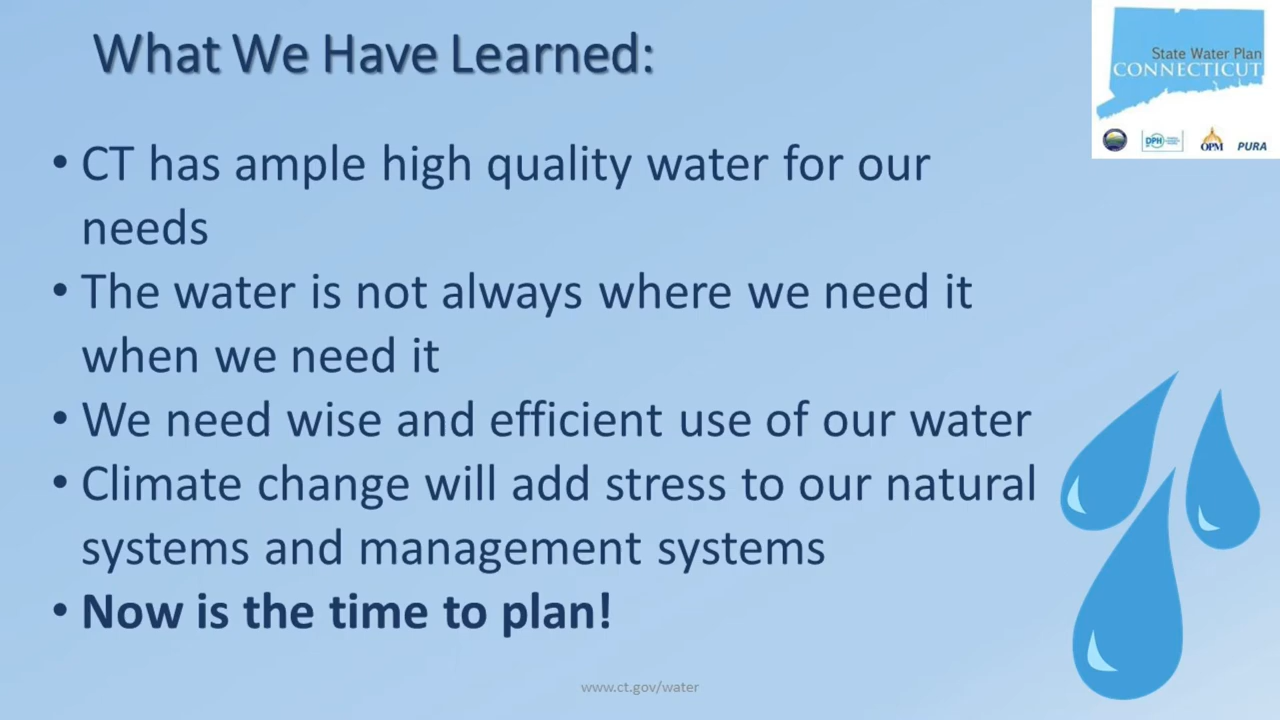 What We Have Learned:
State Water Plan
CONNECTICUT
DPH
OPM
PURA
• CT has ample high quality water for our
needs
• The water is not always where we need it
when we need it
• We need wise and efficient use of our water
• Climate change will add stress to our natural
systems and management systems
• Now is the time to plan!
www.ct.gov/water